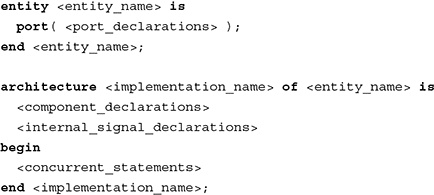 entity <entity_name> is
port( <port_declarations> );
end <entity_name>;
architecture <implementation_name> of <entity_name> is
<component_declarations>
<internal_signal_declarations>
begin
<concurrent_statements>
end <implementation_name>;